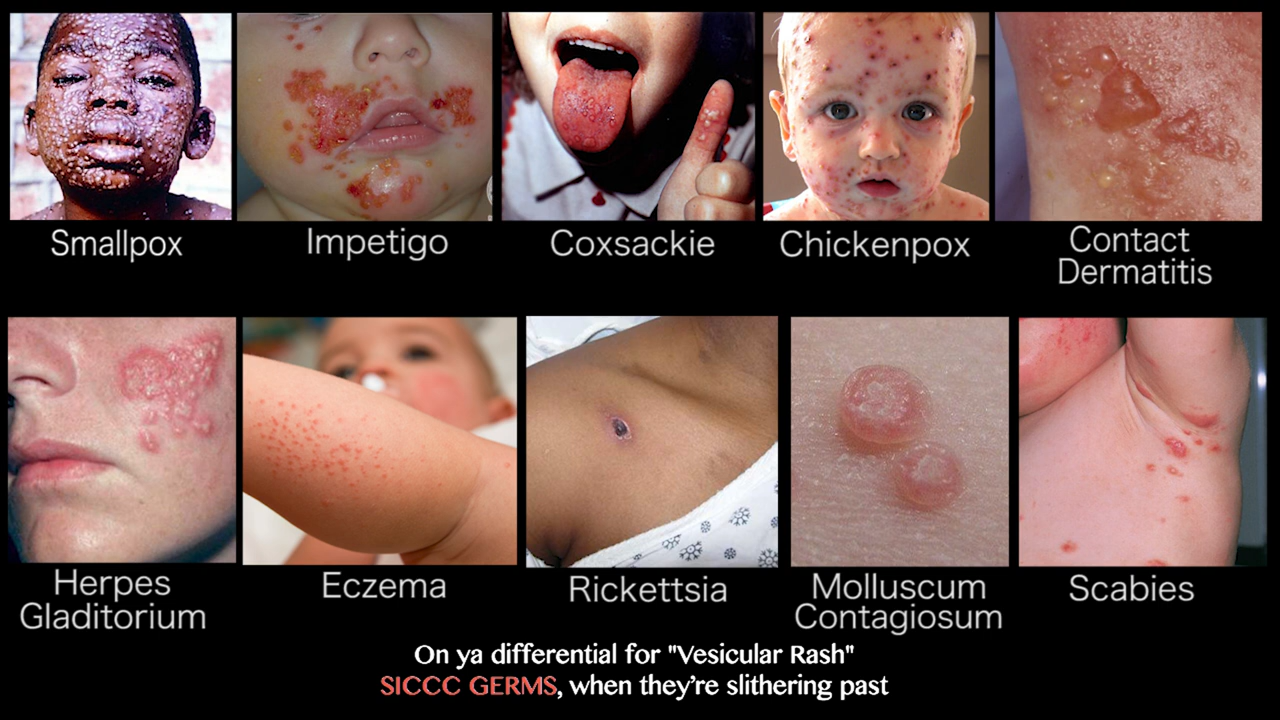 Smallpox
Impetigo
Coxsackie
Chickenpox
Contact
Dermatitis
Herpes
Gladitorium
Eczema
Rickettsia
Molluscum
Contagiosum
Scabies
On ya differential for "Vesicular Rash"
SICCC GERMS, when they’re slithering past